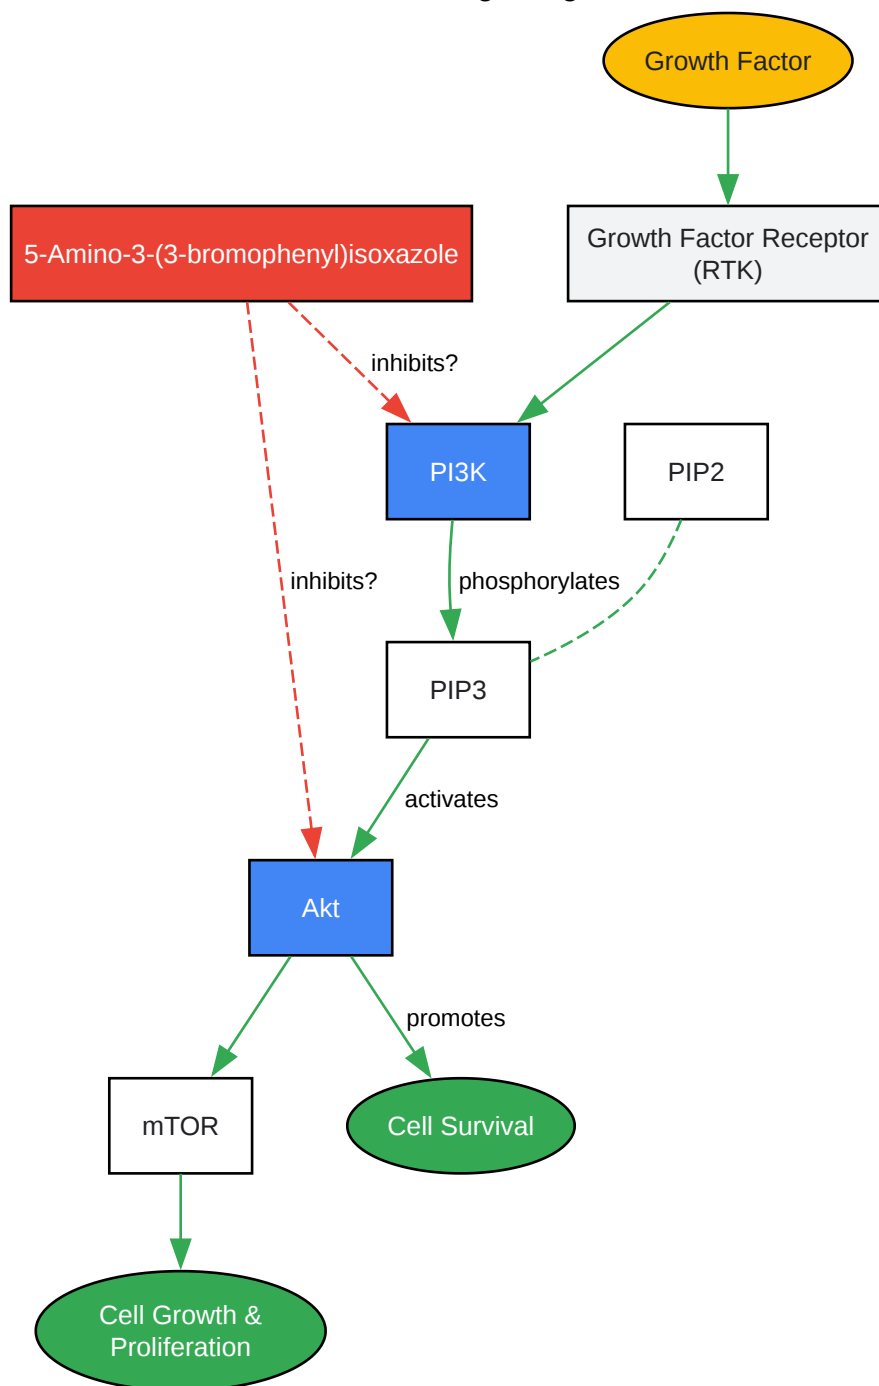 Growth Factor
5-Amino-3-(3-bromophenyl)isoxazole
Growth Factor Receptor
(RTK)
inhibits?
PI3K
PIP2
inhibits?
phosphorylates
PIP3
activates
Akt
promotes
mTOR
Cell Survival
Cell Growth &
Proliferation